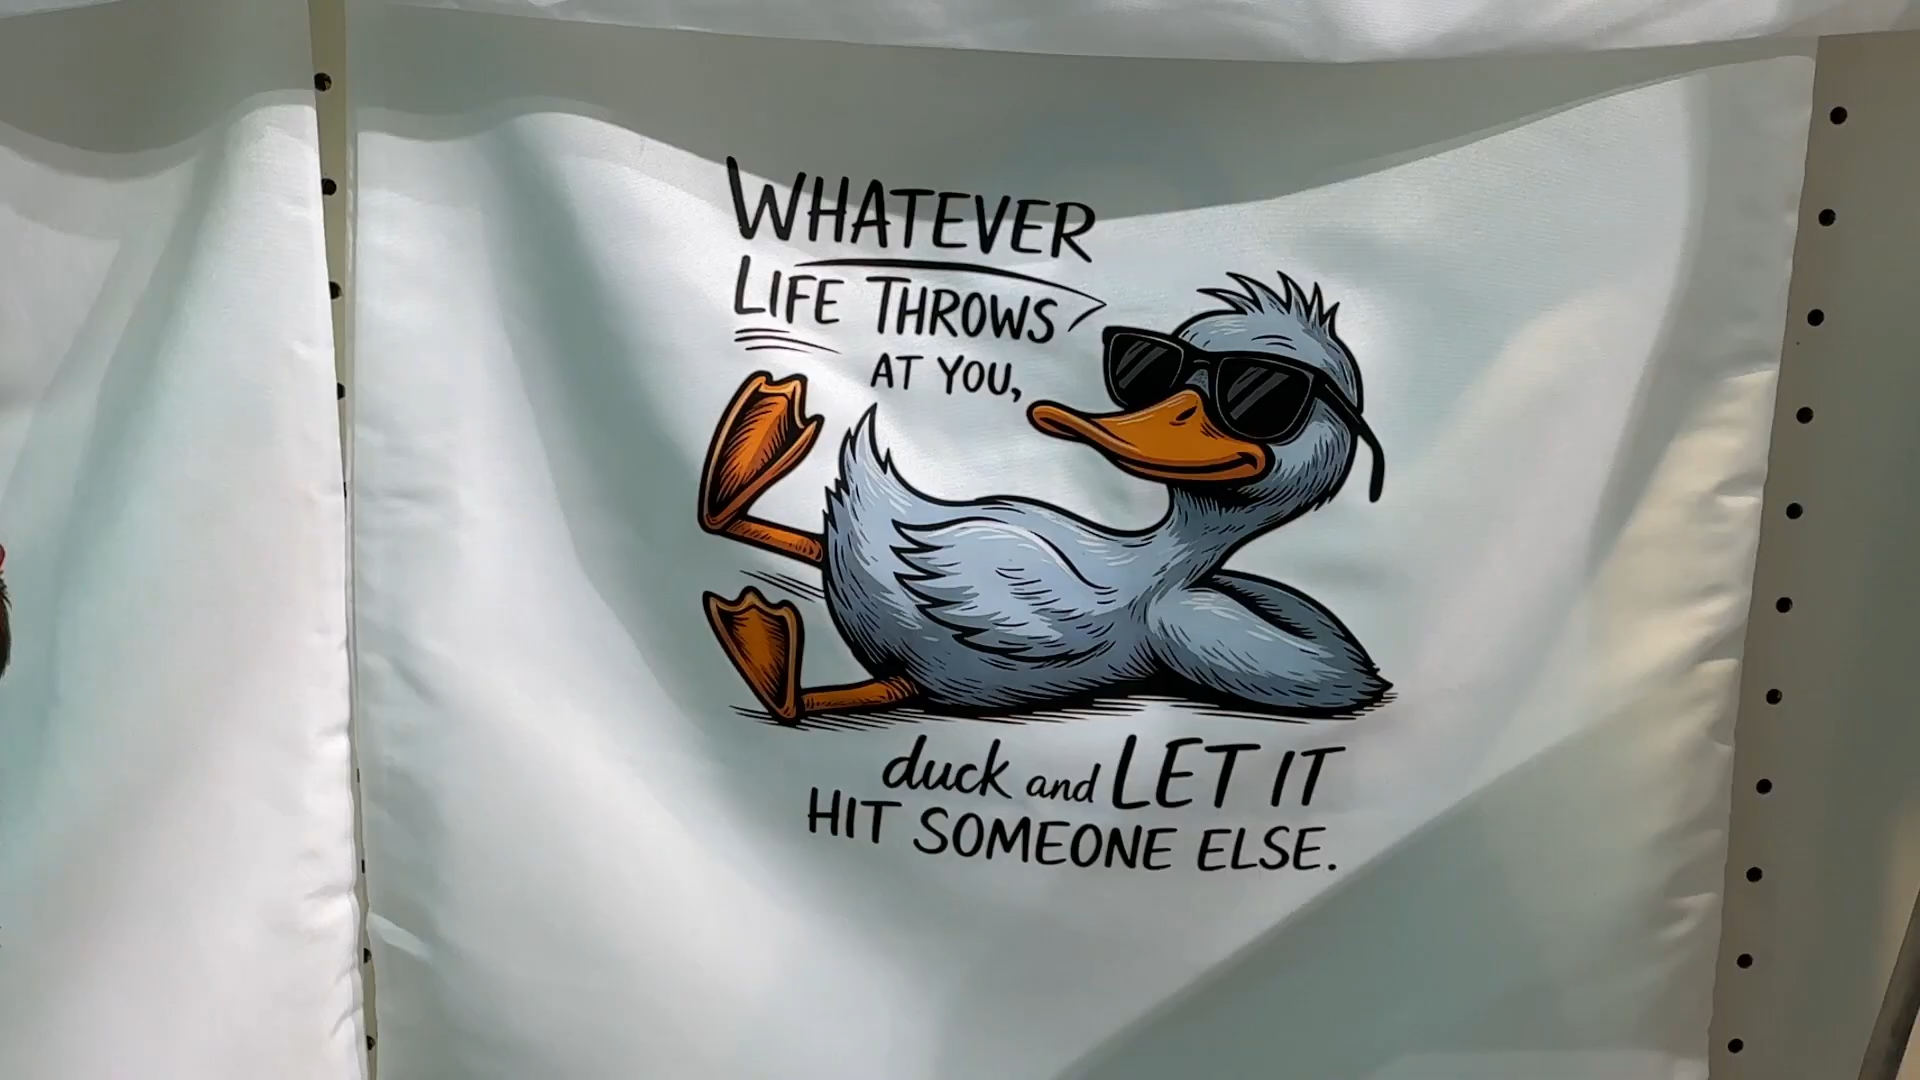 WHATEVER
LIFE THROWS
AT YOU,
duck and LET IT
HIT SOMEONE ELSE.